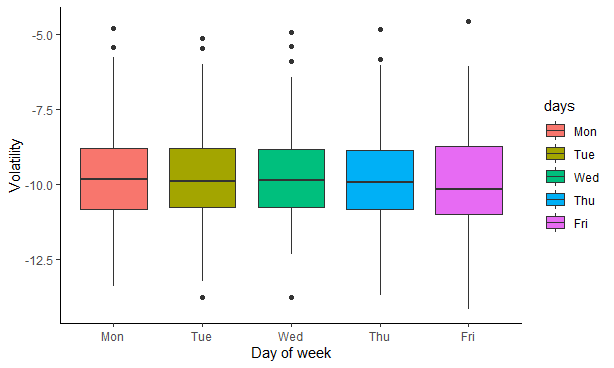 -5.0
-7.5
-10.0
-12.5
Volatility
Mon
Tue
Wed
Thu
Fri
Day of week
days
Mon
Tue
Wed
Thu
Fri